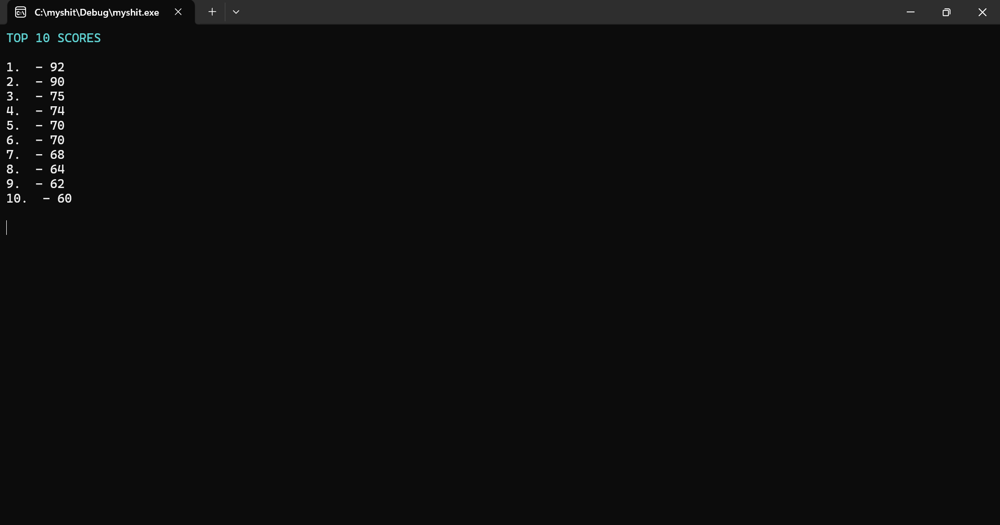 C:\myshit\Debug\myshit.exe
TOP 10 SCORES
1.  - 92
2.  - 90
3.  - 75
4.  - 74
5.  - 70
6.  - 70
7.  - 68
8.  - 64
9.  - 62
10.  - 60